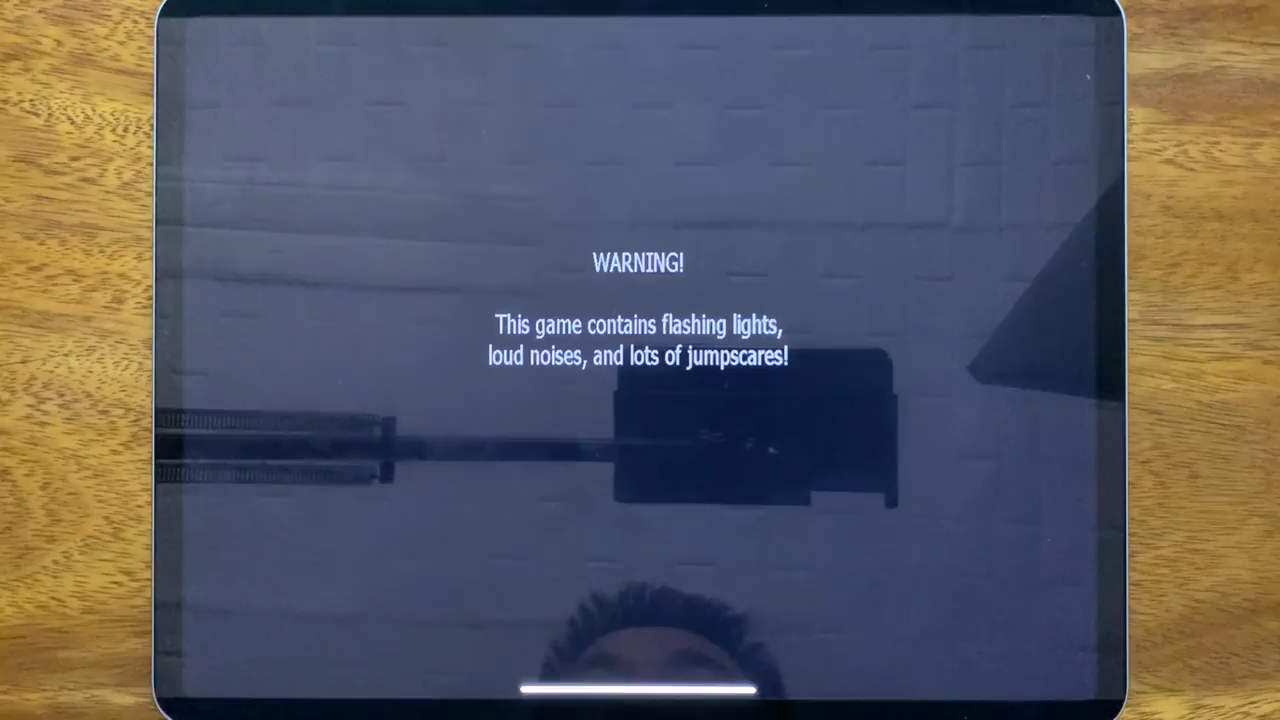 WARNING!
This game contains flashing lights,
loud noises, and lots of jumpscares!